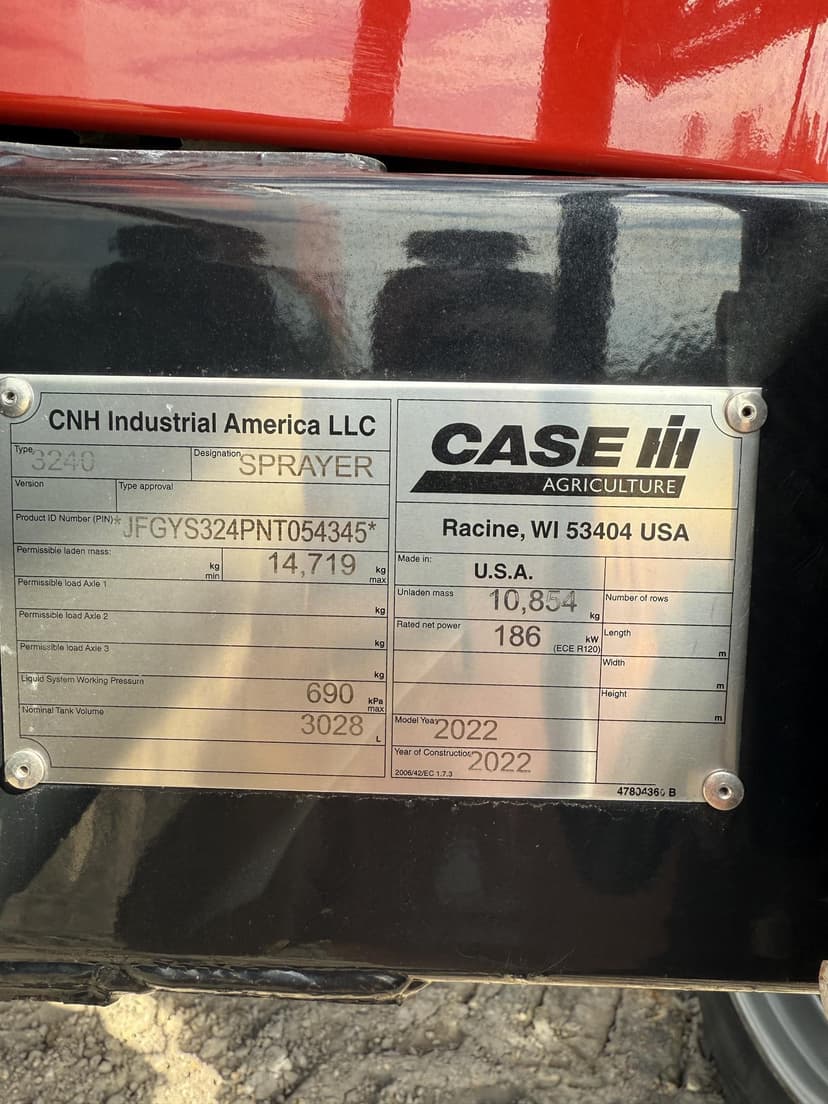 CNH Industrial America LLC
Type 3240
Designation SPRAYER
Version
Type approval
Product ID Number (PIN) *JFGYS324PNT054345*
Permissible laden mass:
kg min
14,719 kg max
Permissible load Axle 1
kg
Permissible load Axle 2
kg
Permissible load Axle 3
kg
Liquid System Working Pressure
690 kPa max
Nominal Tank Volume
3028 L
CASE IH
AGRICULTURE
Racine, WI 53404 USA
Made in:
U.S.A.
Unladen mass 10,854 kg
Rated net power 186 kW
(ECE R120)
Number of rows
Length
m
Width
m
Height
m
Model Year 2022
Year of Construction 2022
2006/42/EC 1.7.3
47804360 B